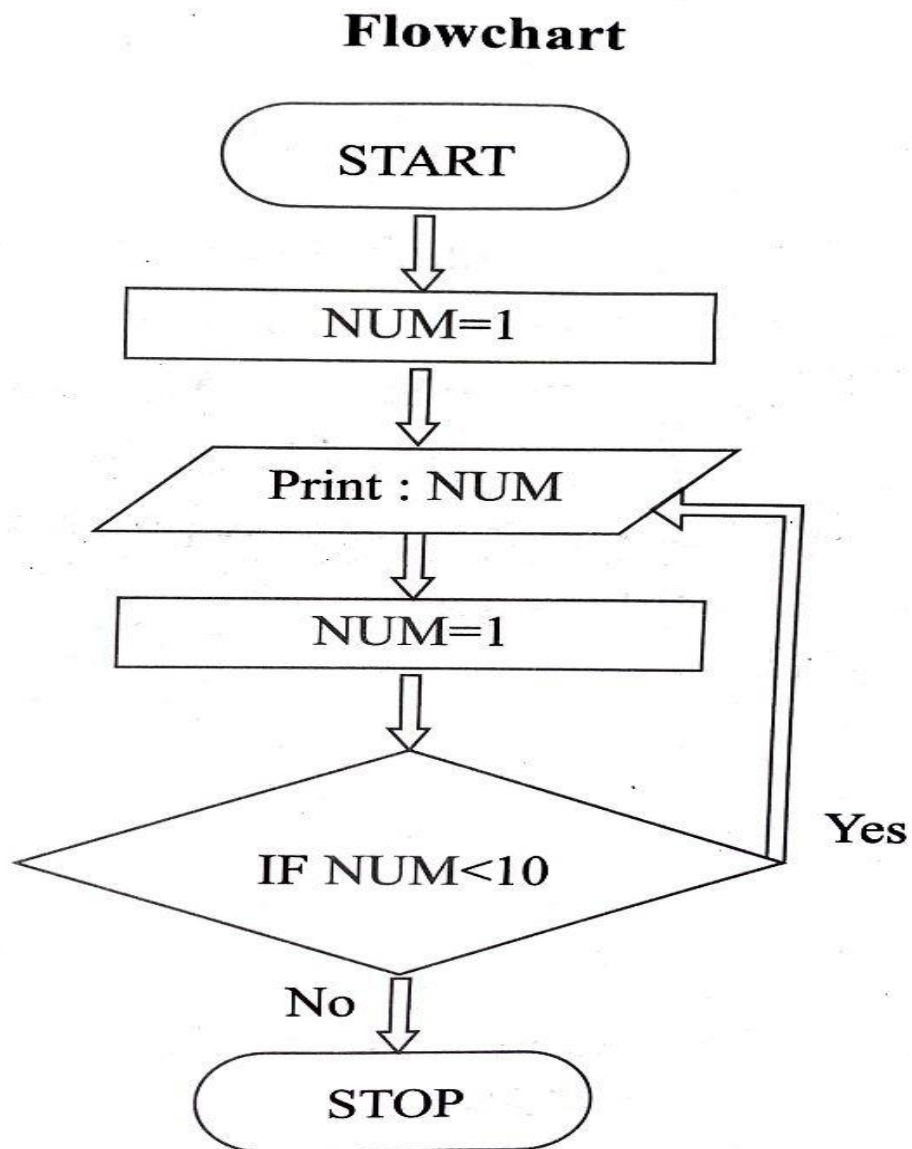 Flowchart
START
NUM=1
Print : NUM
NUM=1
IF NUM<10
Yes
No
STOP